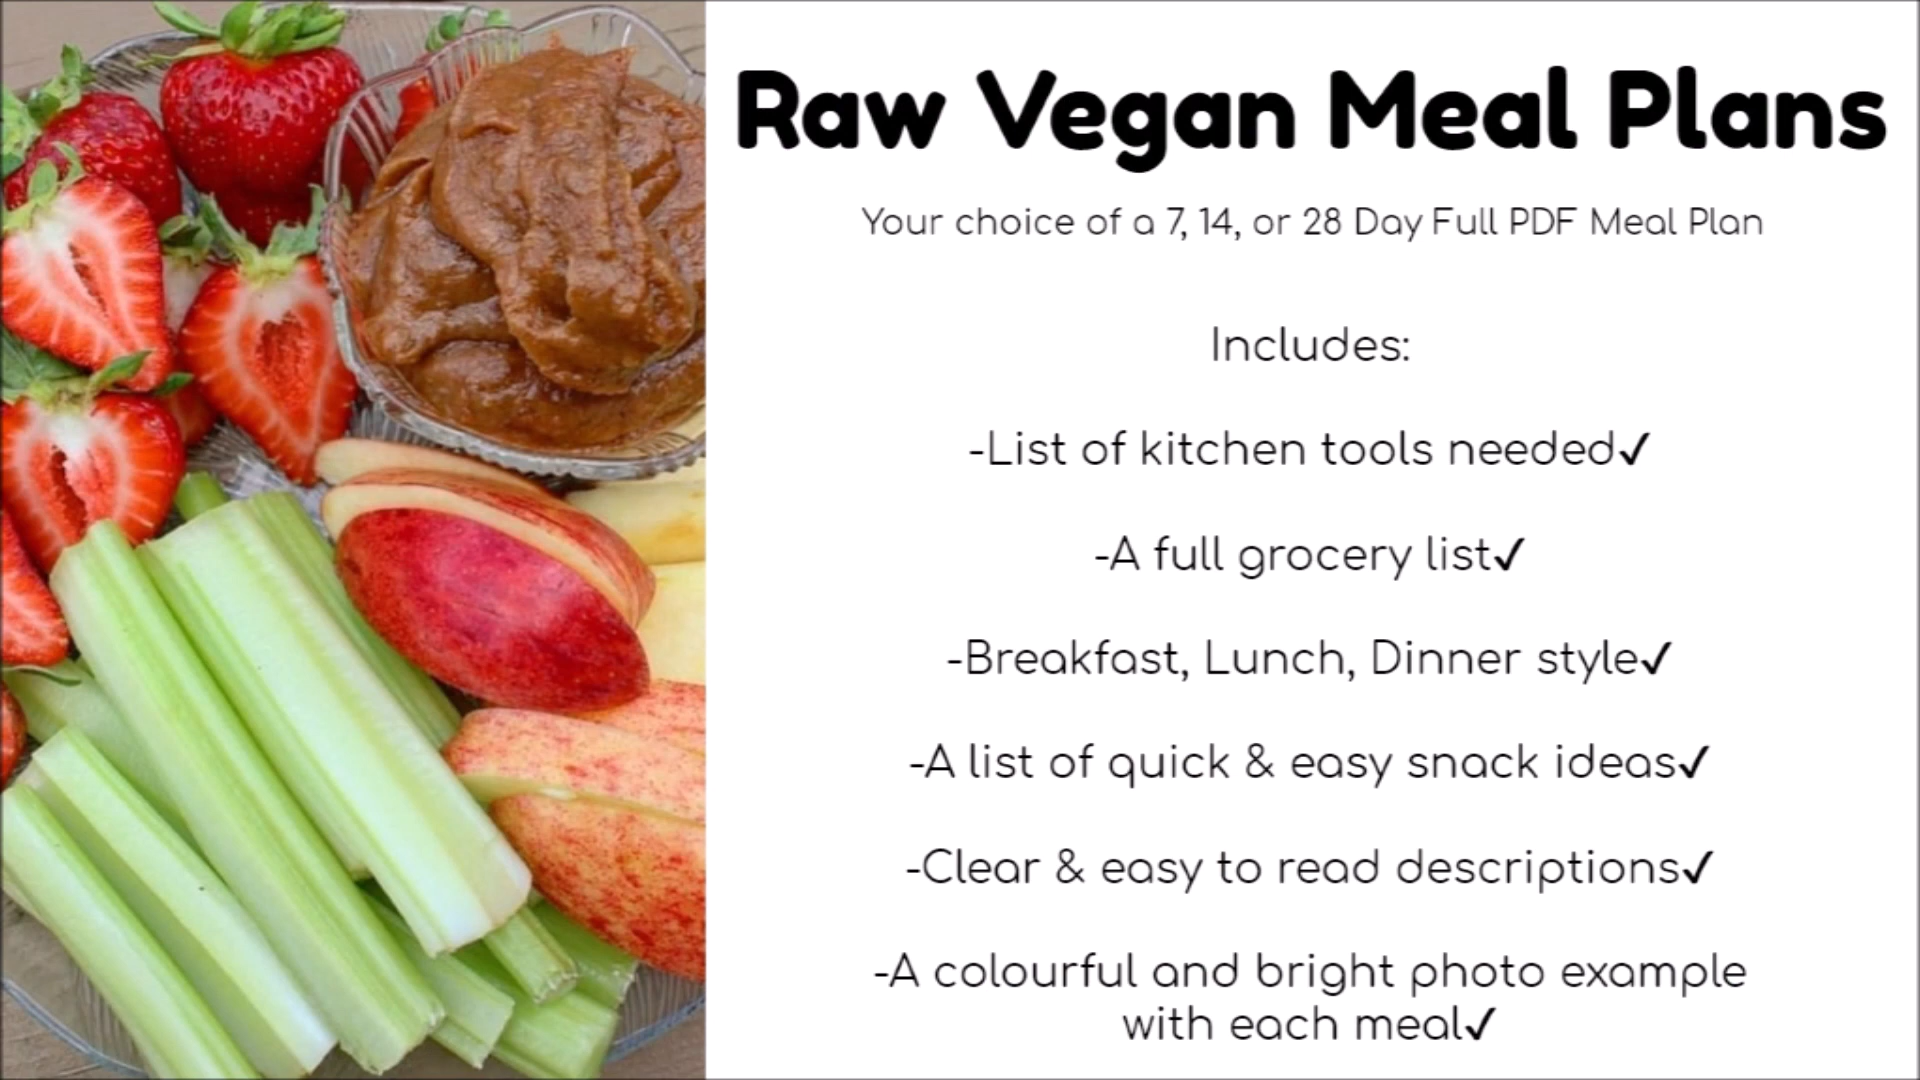 Raw Vegan Meal Plans
Your choice of a 7, 14, or 28 Day Full PDF Meal Plan
Includes:
-List of kitchen tools needed✓
-A full grocery list✓
-Breakfast, Lunch, Dinner style✓
-A list of quick & easy snack ideas✓
-Clear & easy to read descriptions✓
-A colourful and bright photo example
with each meal✓